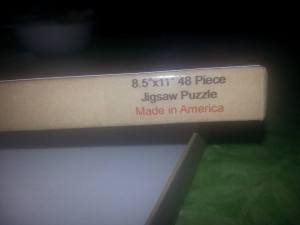 8.5"x11" 48 Piece
Jigsaw Puzzle
Made in America